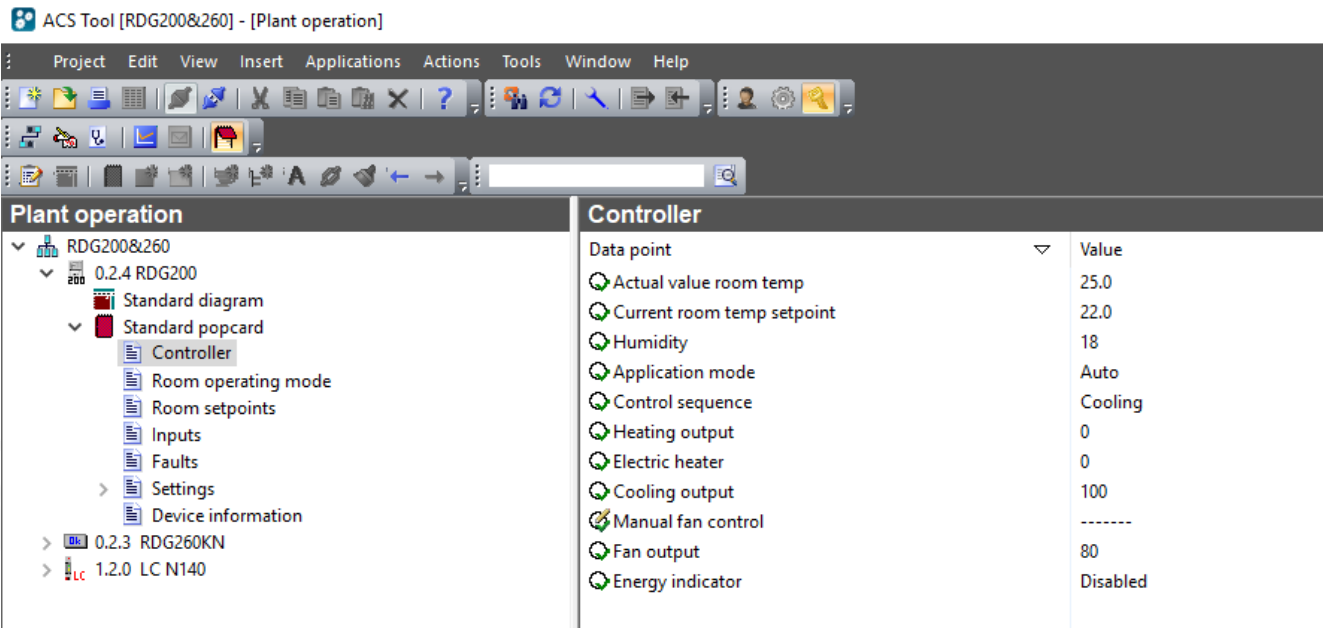 ACS Tool [RDG200&260] - [Plant operation]
Project Edit View Insert Applications Actions Tools Window Help
Plant operation
RDG200&260
0.2.4 RDG200
Standard diagram
Standard popcard
Controller
Room operating mode
Room setpoints
Inputs
Faults
Settings
Device information
0.2.3 RDG260KN
1.2.0 LC N140
Controller
Data point Value
Actual value room temp 25.0
Current room temp setpoint 22.0
Humidity 18
Application mode Auto
Control sequence Cooling
Heating output 0
Electric heater 0
Cooling output 100
Manual fan control -------
Fan output 80
Energy indicator Disabled